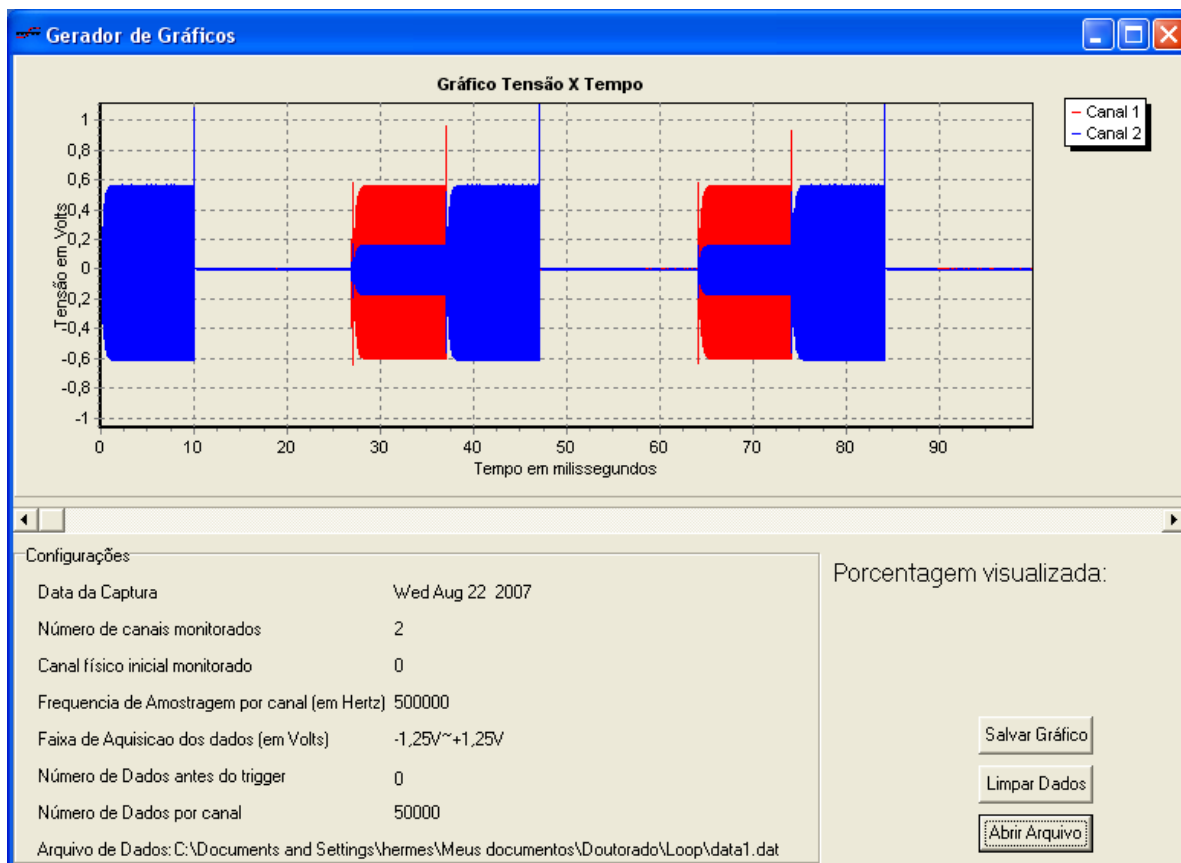 Gerador de Gráficos
Gráfico Tensão X Tempo
Canal 1
Canal 2
Tensão em Volts
1
0,8
0,6
0,4
0,2
0
-0,2
-0,4
-0,6
-0,8
-1
0 10 20 30 40 50 60 70 80 90
Tempo em milissegundos
Configurações
Data da Captura Wed Aug 22 2007
Número de canais monitorados 2
Canal físico inicial monitorado 0
Frequência de Amostragem por canal (em Hertz) 500000
Faixa de Aquisicao dos dados (em Volts) -1,25V~+1,25V
Número de Dados antes do trigger 0
Número de Dados por canal 50000
Arquivo de Dados: C:\Documents and Settings\hermes\Meus documentos\Doutorado\Loop\data1.dat
Porcentagem visualizada:
Salvar Gráfico
Limpar Dados
Abrir Arquivo